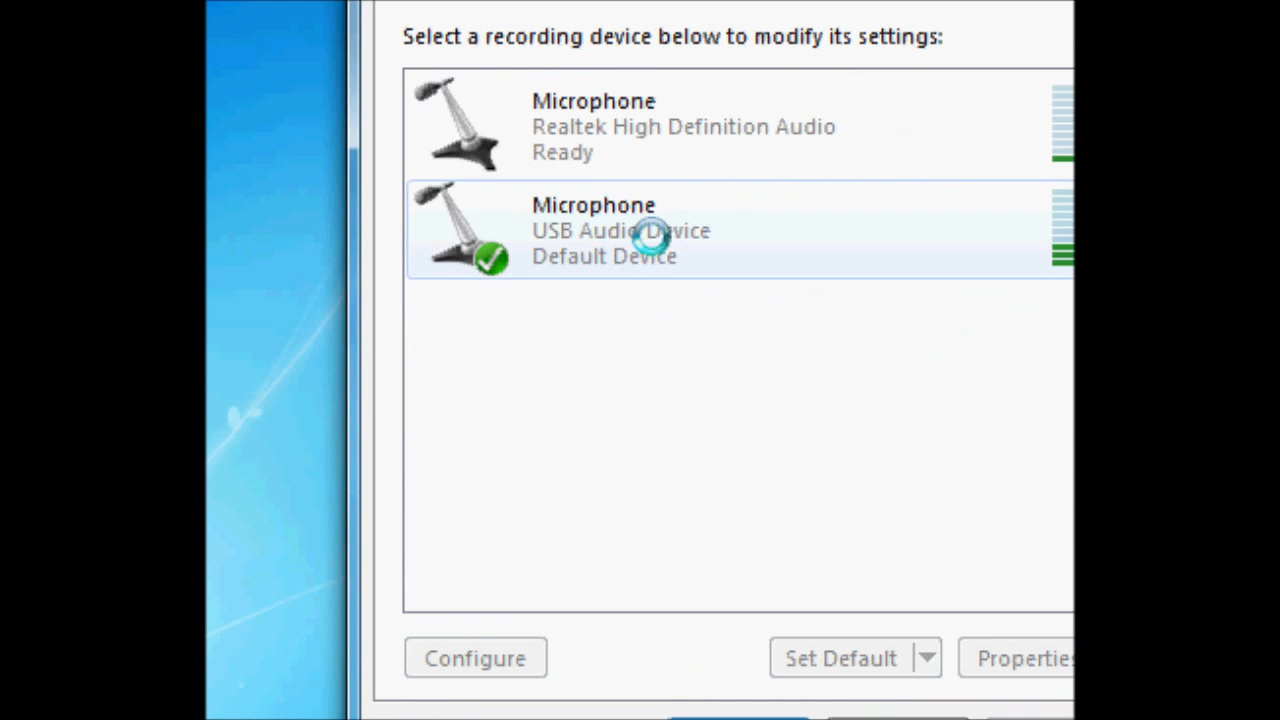 Select a recording device below to modify its settings:
Microphone
Realtek High Definition Audio
Ready
Microphone
USB Audio Device
Default Device
Configure
Set Default
Properties